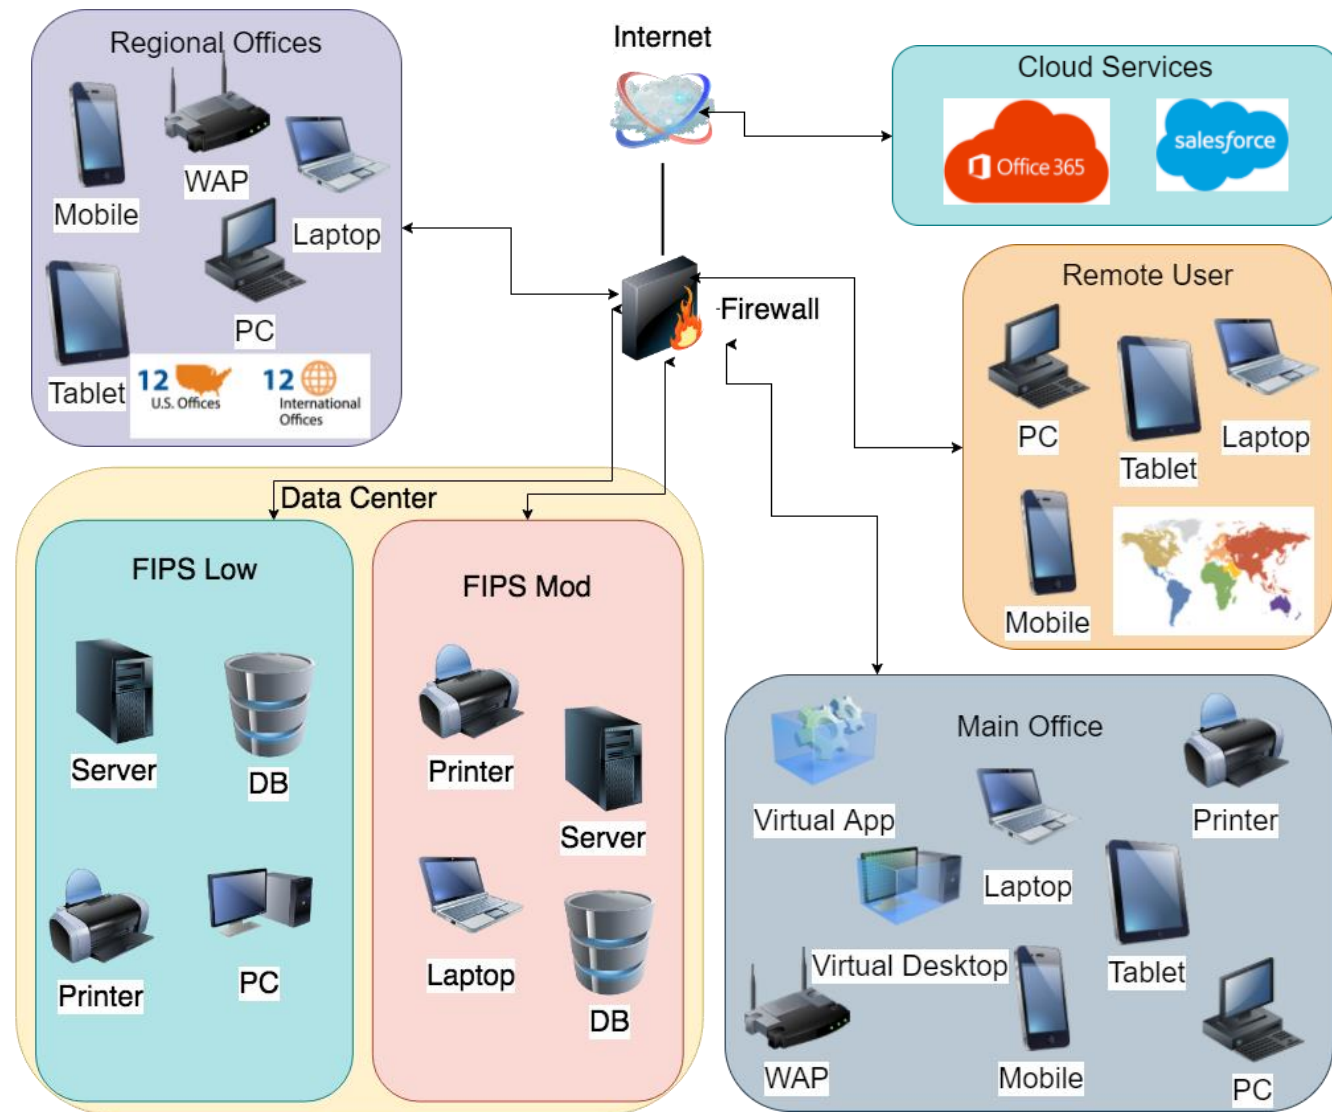 Regional Offices
Mobile
WAP
Laptop
PC
Tablet
12
U.S. Offices
12
International
Offices
Internet
Cloud Services
Office 365
salesforce
Firewall
Remote User
PC
Tablet
Laptop
Mobile
Data Center
FIPS Low
Server
DB
Printer
PC
FIPS Mod
Printer
Server
Laptop
DB
Main Office
Virtual App
Laptop
Printer
Virtual Desktop
Tablet
WAP
Mobile
PC